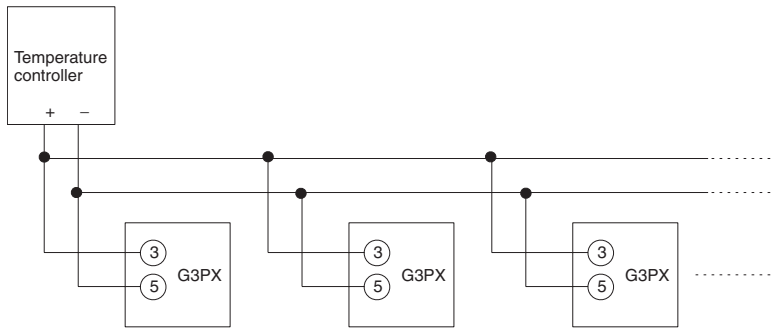 Temperature
controller
+ −
3 3 3
G3PX G3PX G3PX
5 5 5